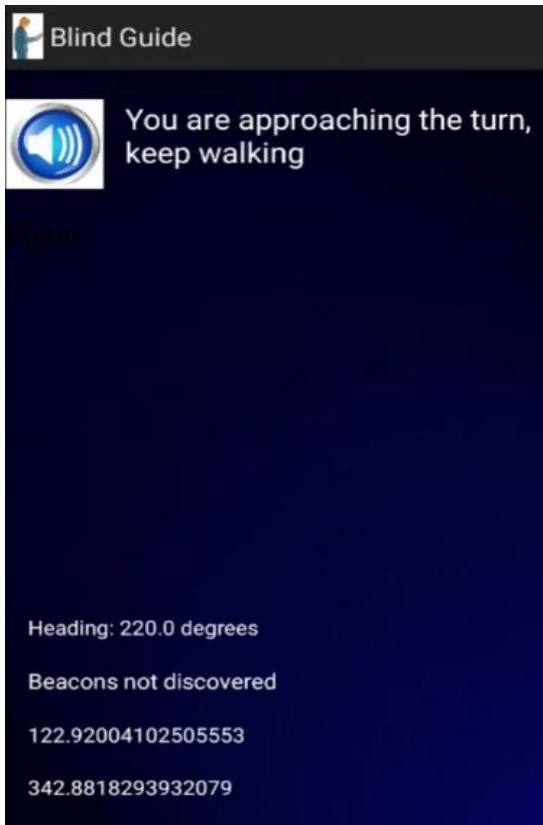 Blind Guide
You are approaching the turn,
keep walking
Figure
Heading: 220.0 degrees
Beacons not discovered
122.92004102505553
342.8818293932079